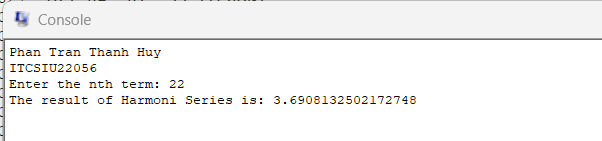 Console
Phan Tran Thanh Huy
ITCSIU22056
Enter the nth term: 22
The result of Harmoni Series is: 3.6908132502172748